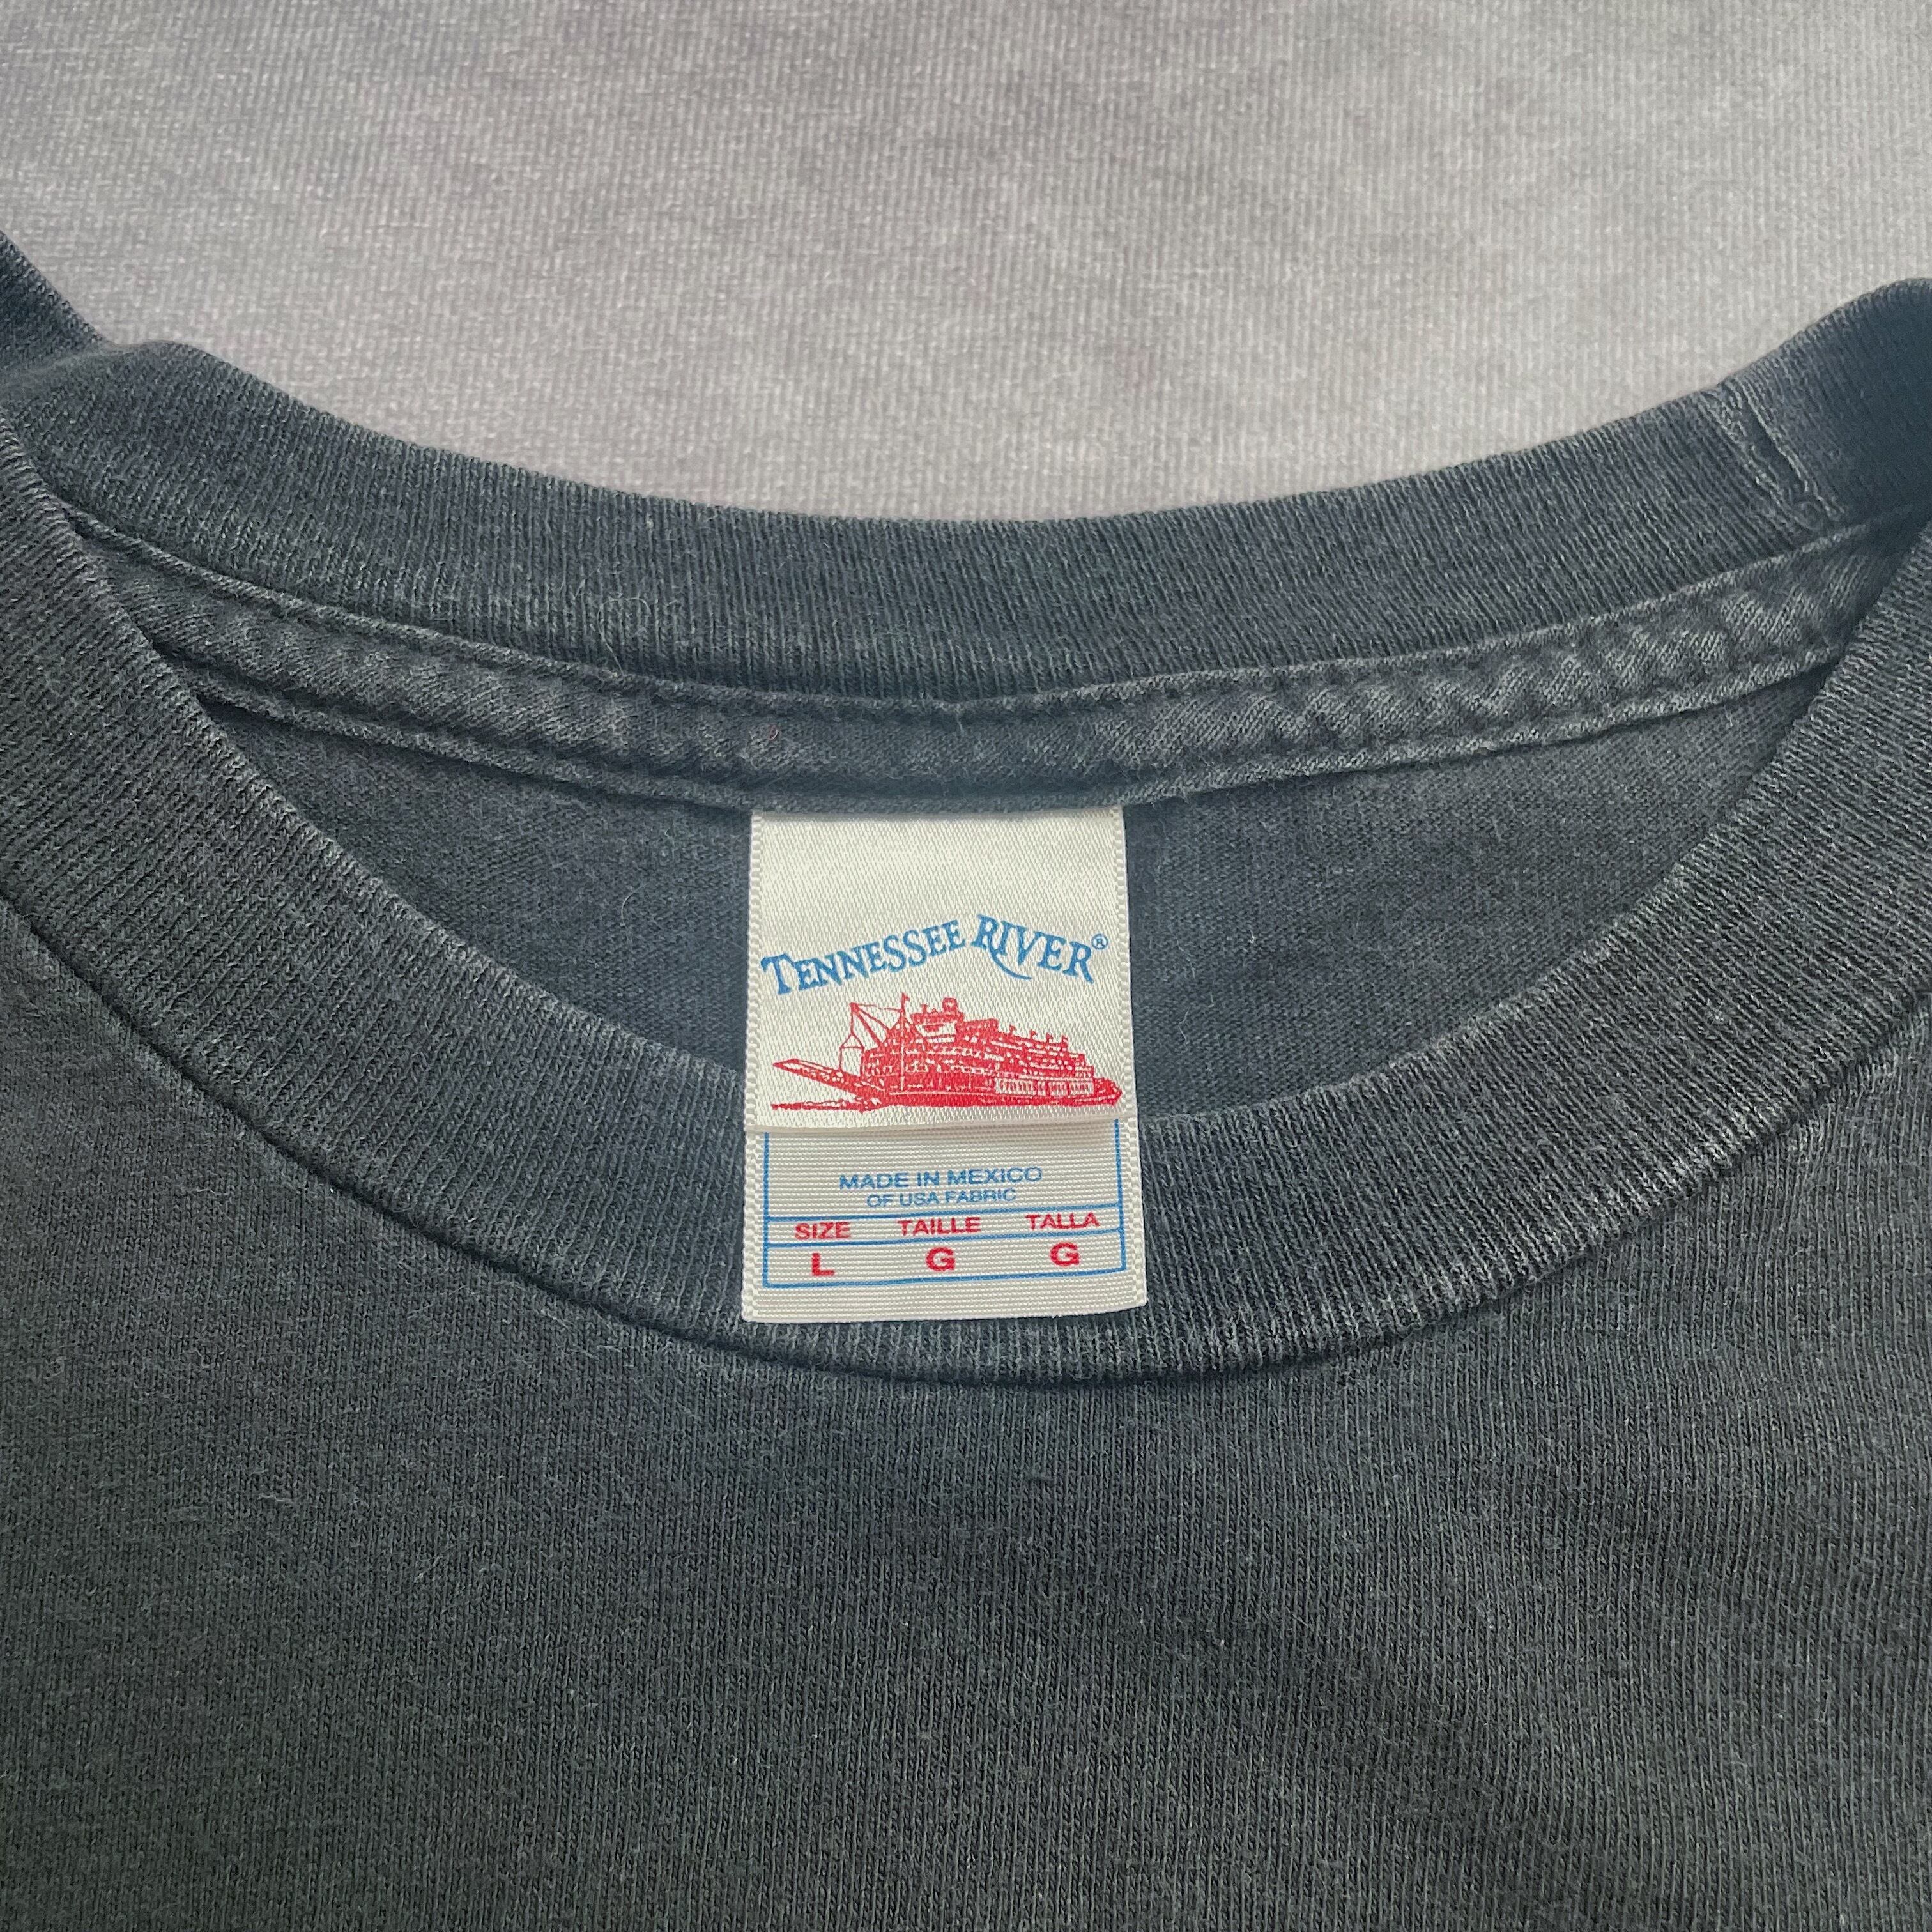 TENNESSEE RIVER®
MADE IN MEXICO
OF USA FABRIC
SIZE TAILLE TALLA
L G G